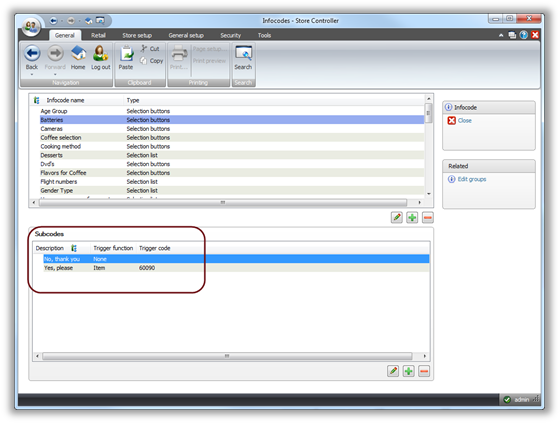 Infocodes - Store Controller
General Retail Store setup General setup Security Tools
Back Forward Home Log out Paste Cut Copy Print... Page setup... Print preview Search
Navigation Clipboard Printing Search
Infocode name Type
Age Group Selection buttons
Batteries Selection buttons
Cameras Selection buttons
Coffee selection Selection buttons
Cooking method Selection buttons
Desserts Selection list
Dvd's Selection buttons
Flavors for Coffee Selection buttons
Flight numbers Selection list
Gender Type Selection list
Infocode
Close
Related
Edit groups
Subcodes
Description Trigger function Trigger code
No, thank you None
Yes, please Item 60090
admin